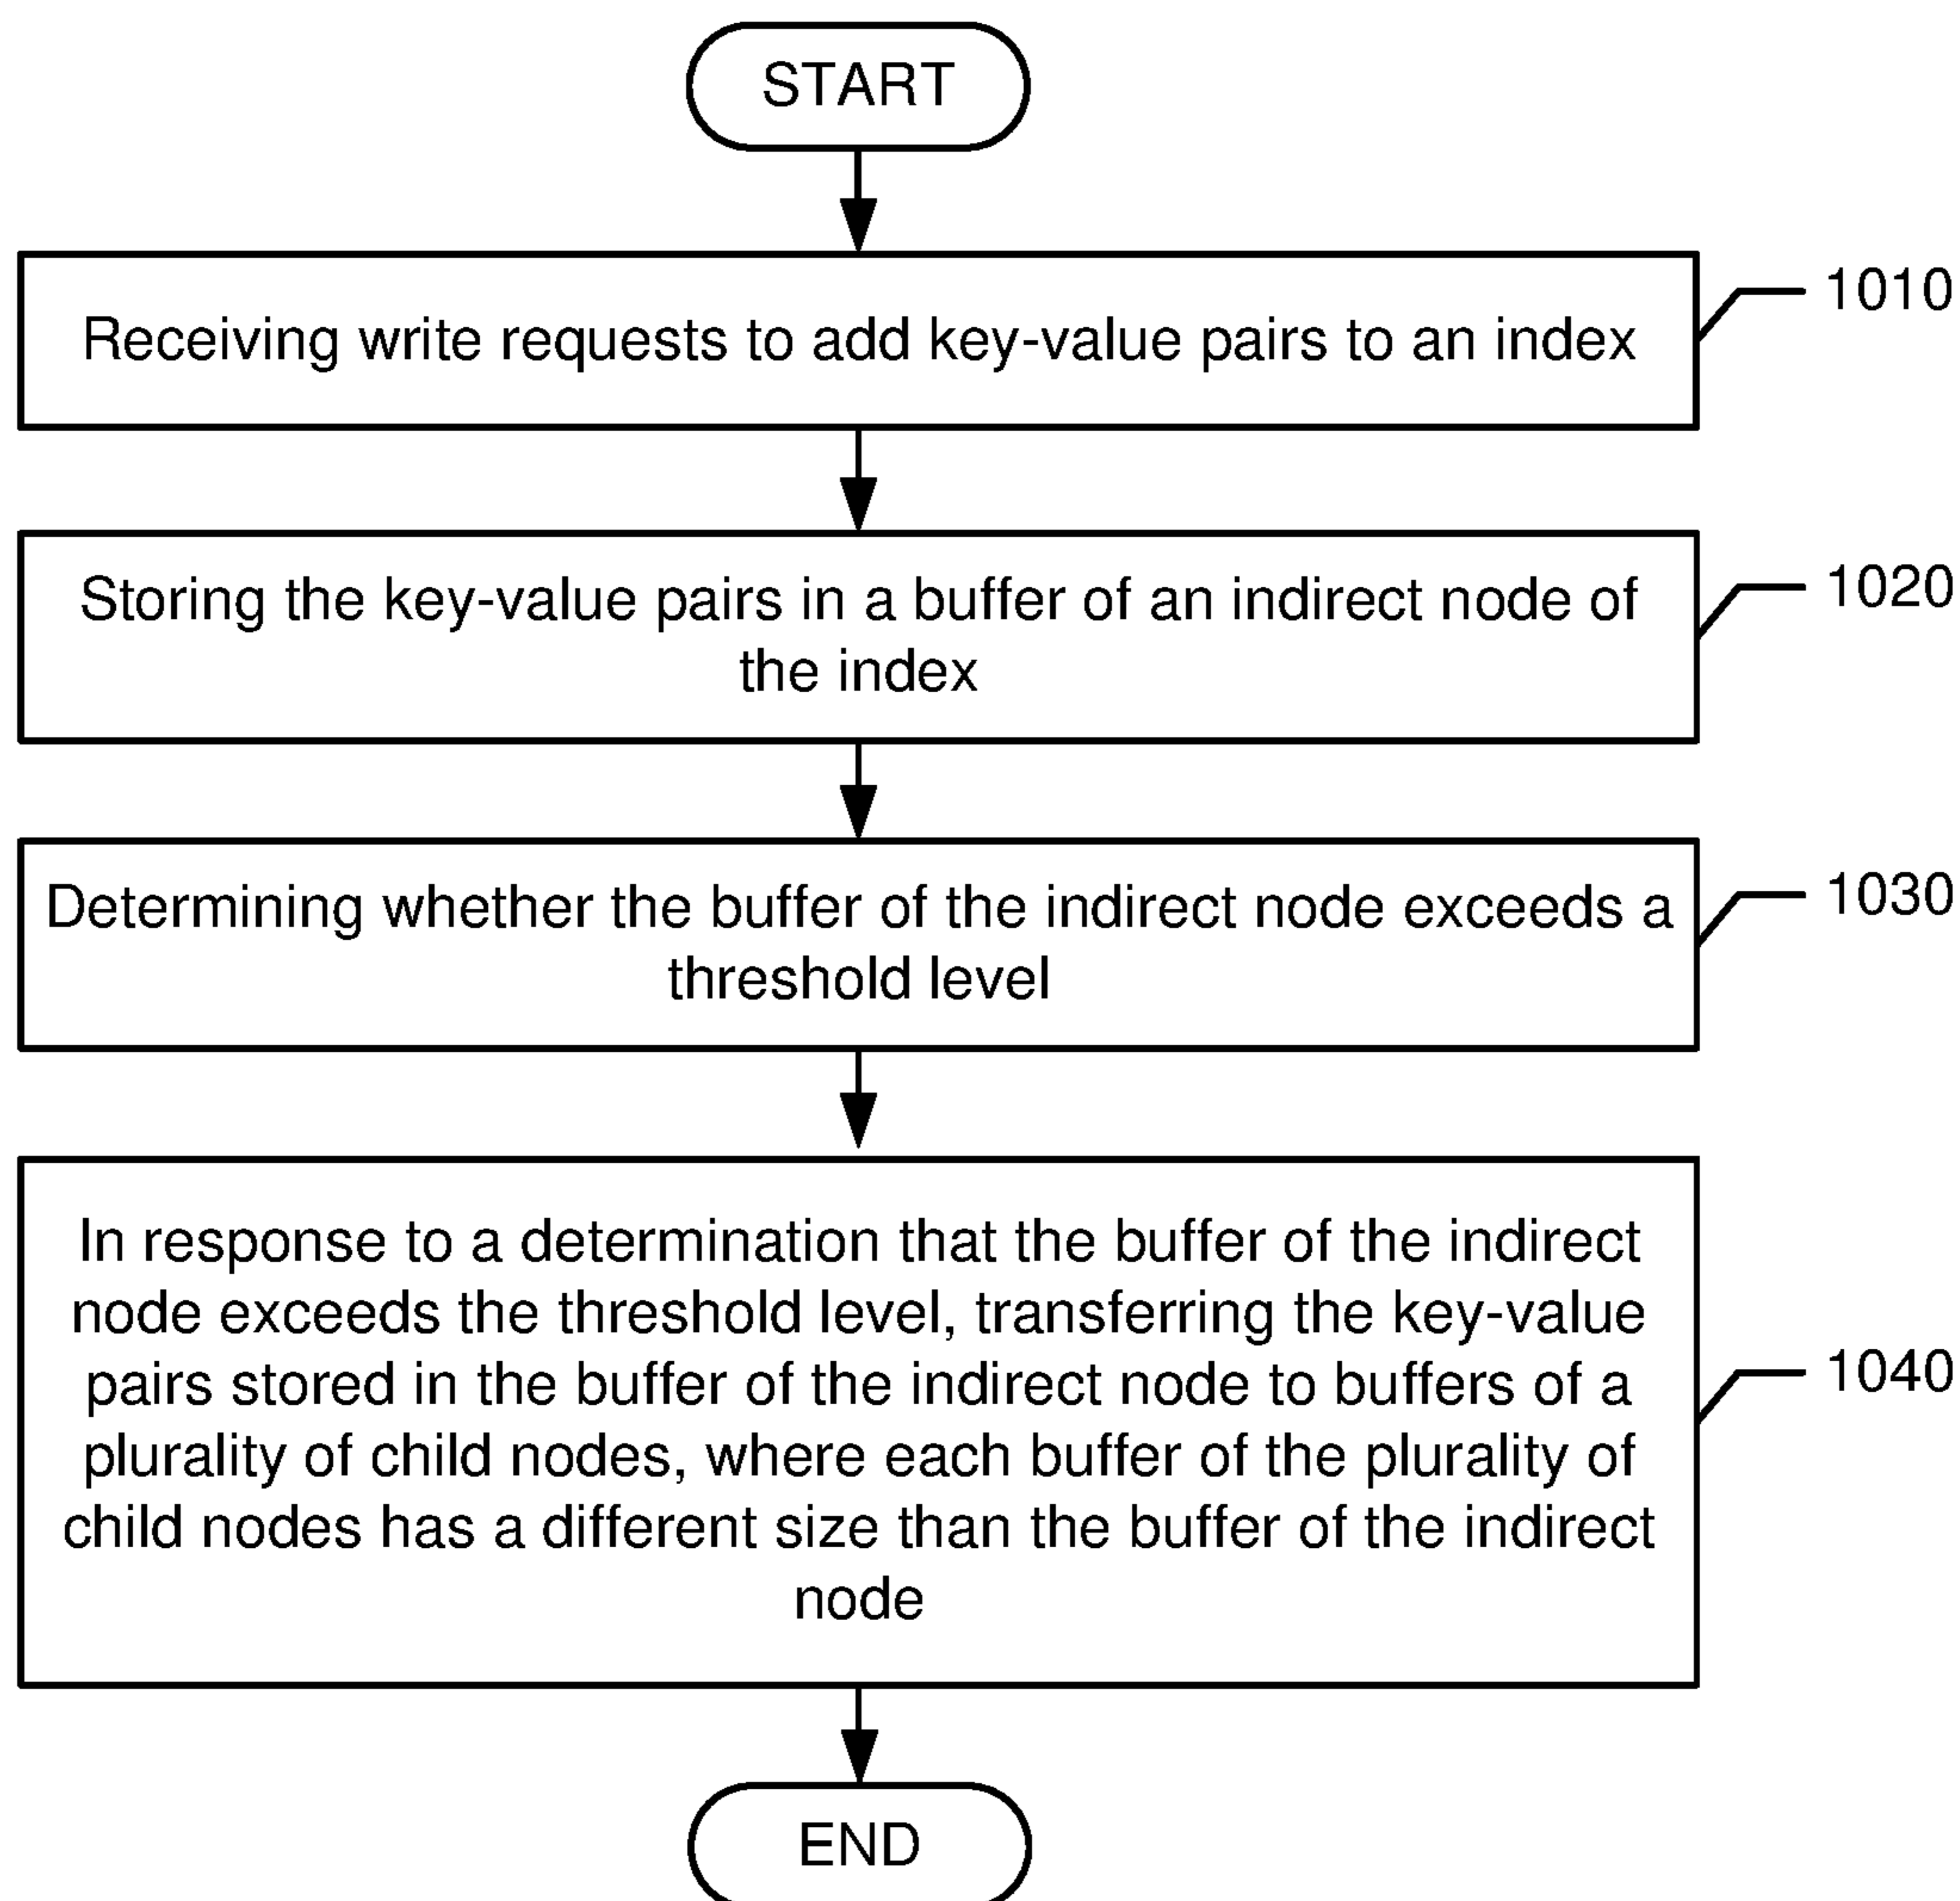 START
Receiving write requests to add key-value pairs to an index
1010
Storing the key-value pairs in a buffer of an indirect node of
the index
1020
Determining whether the buffer of the indirect node exceeds a
threshold level
1030
In response to a determination that the buffer of the indirect
node exceeds the threshold level, transferring the key-value
pairs stored in the buffer of the indirect node to buffers of a
plurality of child nodes, where each buffer of the plurality of
child nodes has a different size than the buffer of the indirect
node
1040
END